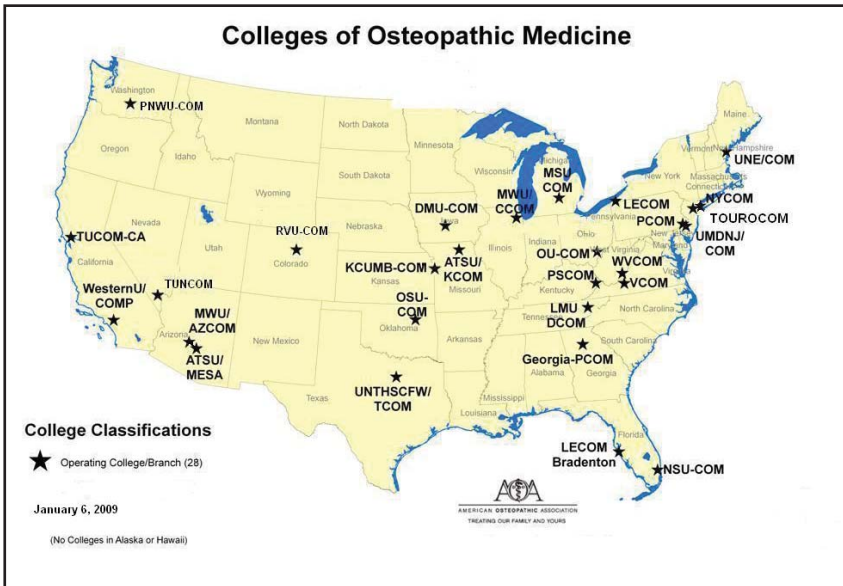 Colleges of Osteopathic Medicine
Washington
PNWU-COM
Oregon
Idaho
Montana
North Dakota
Minnesota
South Dakota
Wyoming
Wisconsin
Michigan
MSU
COM
MWU/
CCOM
Maine
Vermont
New Hampshire
UNE/COM
Massachusetts
Connecticut
New York
NYCOM
LECOM
Pennsylvania
PCOM
TOUROCOM
New Jersey
UMDNJ/
COM
Maryland
Nevada
TUCOM-CA
California
Utah
RVU-COM
Colorado
Nebraska
DMU-COM
Iowa
Illinois
Indiana
Ohio
OU-COM
West Virginia
WVCOM
Virginia
VCOM
PSCOM
Kentucky
KCUMB-COM
Kansas
ATSU/
KCOM
Missouri
TUNCOM
WesternU/
COMP
MWU/
AZCOM
Arizona
ATSU/
MESA
New Mexico
OSU-
COM
Oklahoma
Arkansas
LMU
DCOM
Tennessee
North Carolina
South Carolina
Georgia-PCOM
Alabama
Georgia
Mississippi
Louisiana
Texas
UNTHSCFW/
TCOM
Florida
LECOM
Bradenton
NSU-COM
College Classifications
Operating College/Branch (28)
January 6, 2009
(No Colleges in Alaska or Hawaii)
AOA
AMERICAN OSTEOPATHIC ASSOCIATION
TREATING OUR FAMILY AND YOURS